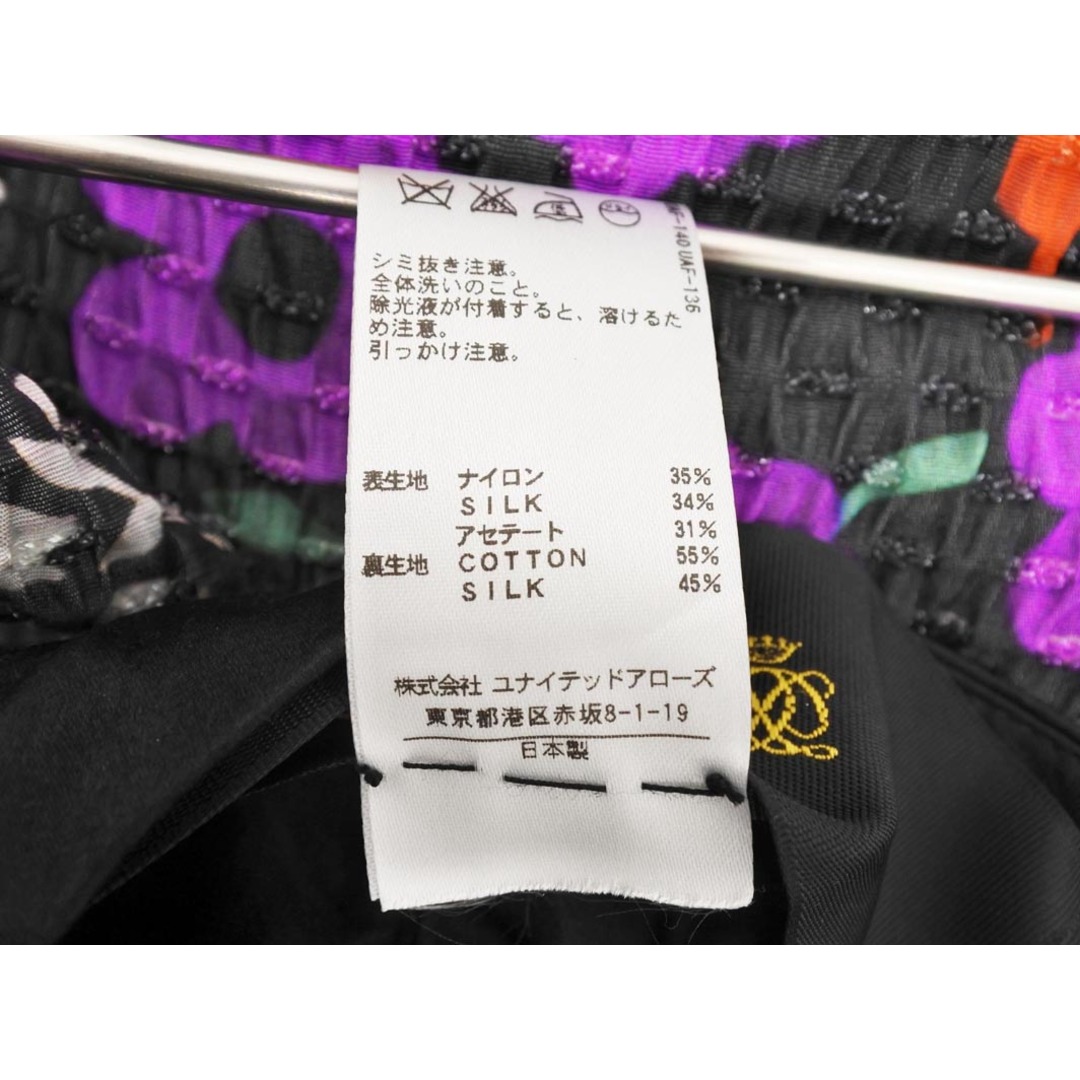 シミ抜き注意。
全体洗いのこと。
除光液が付着すると、溶けるた
め注意。
引っかけ注意。
表生地 ナイロン 35%
SILK 34%
アセテート 31%
裏生地 COTTON 55%
SILK 45%
株式会社 ユナイテッドアローズ
東京都港区赤坂8-1-19
日本製
-140 UAF-136